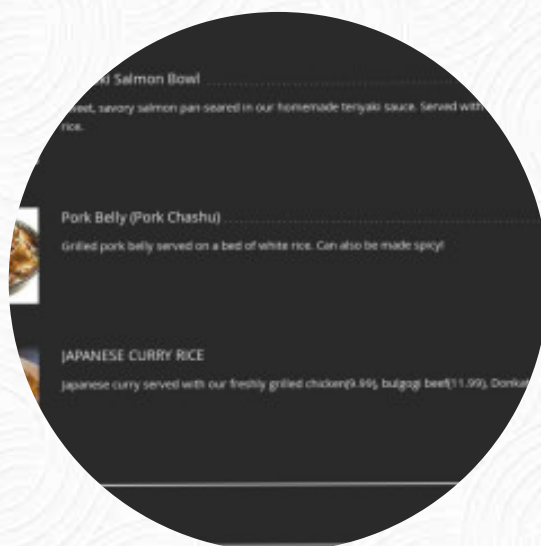 Salmon Bowl
savory salmon pan seared in our homemade teriyaki sauce. Served with
rice.
Pork Belly (Pork Chashu)
Grilled pork belly served on a bed of white rice. Can also be made spicy!
JAPANESE CURRY RICE
Japanese curry served with our freshly grilled chicken(9.99), bulgogi beef(11.99),